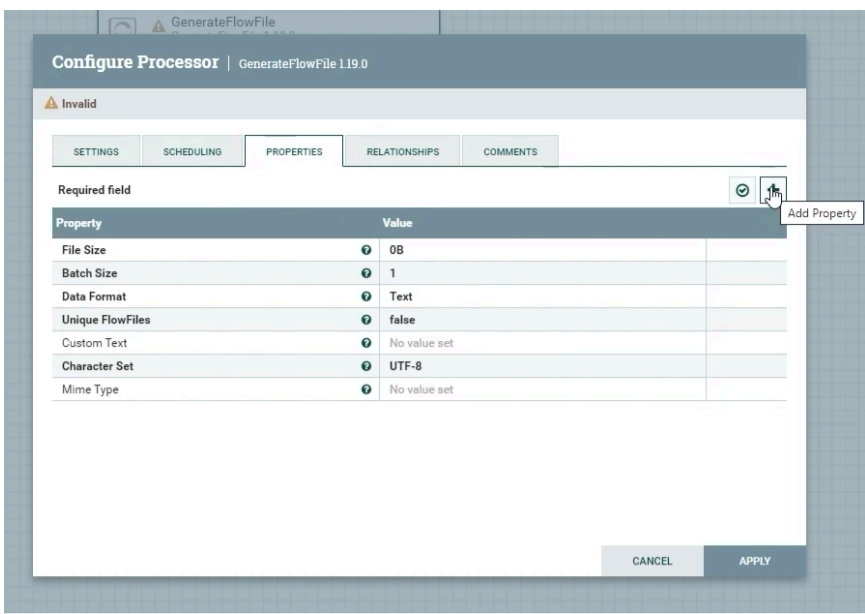 GenerateFlowFile
Configure Processor | GenerateFlowFile 1.19.0
Invalid
SETTINGS SCHEDULING PROPERTIES RELATIONSHIPS COMMENTS
Required field
Add Property
Property Value
File Size 0B
Batch Size 1
Data Format Text
Unique FlowFiles false
Custom Text No value set
Character Set UTF-8
Mime Type No value set
CANCEL APPLY